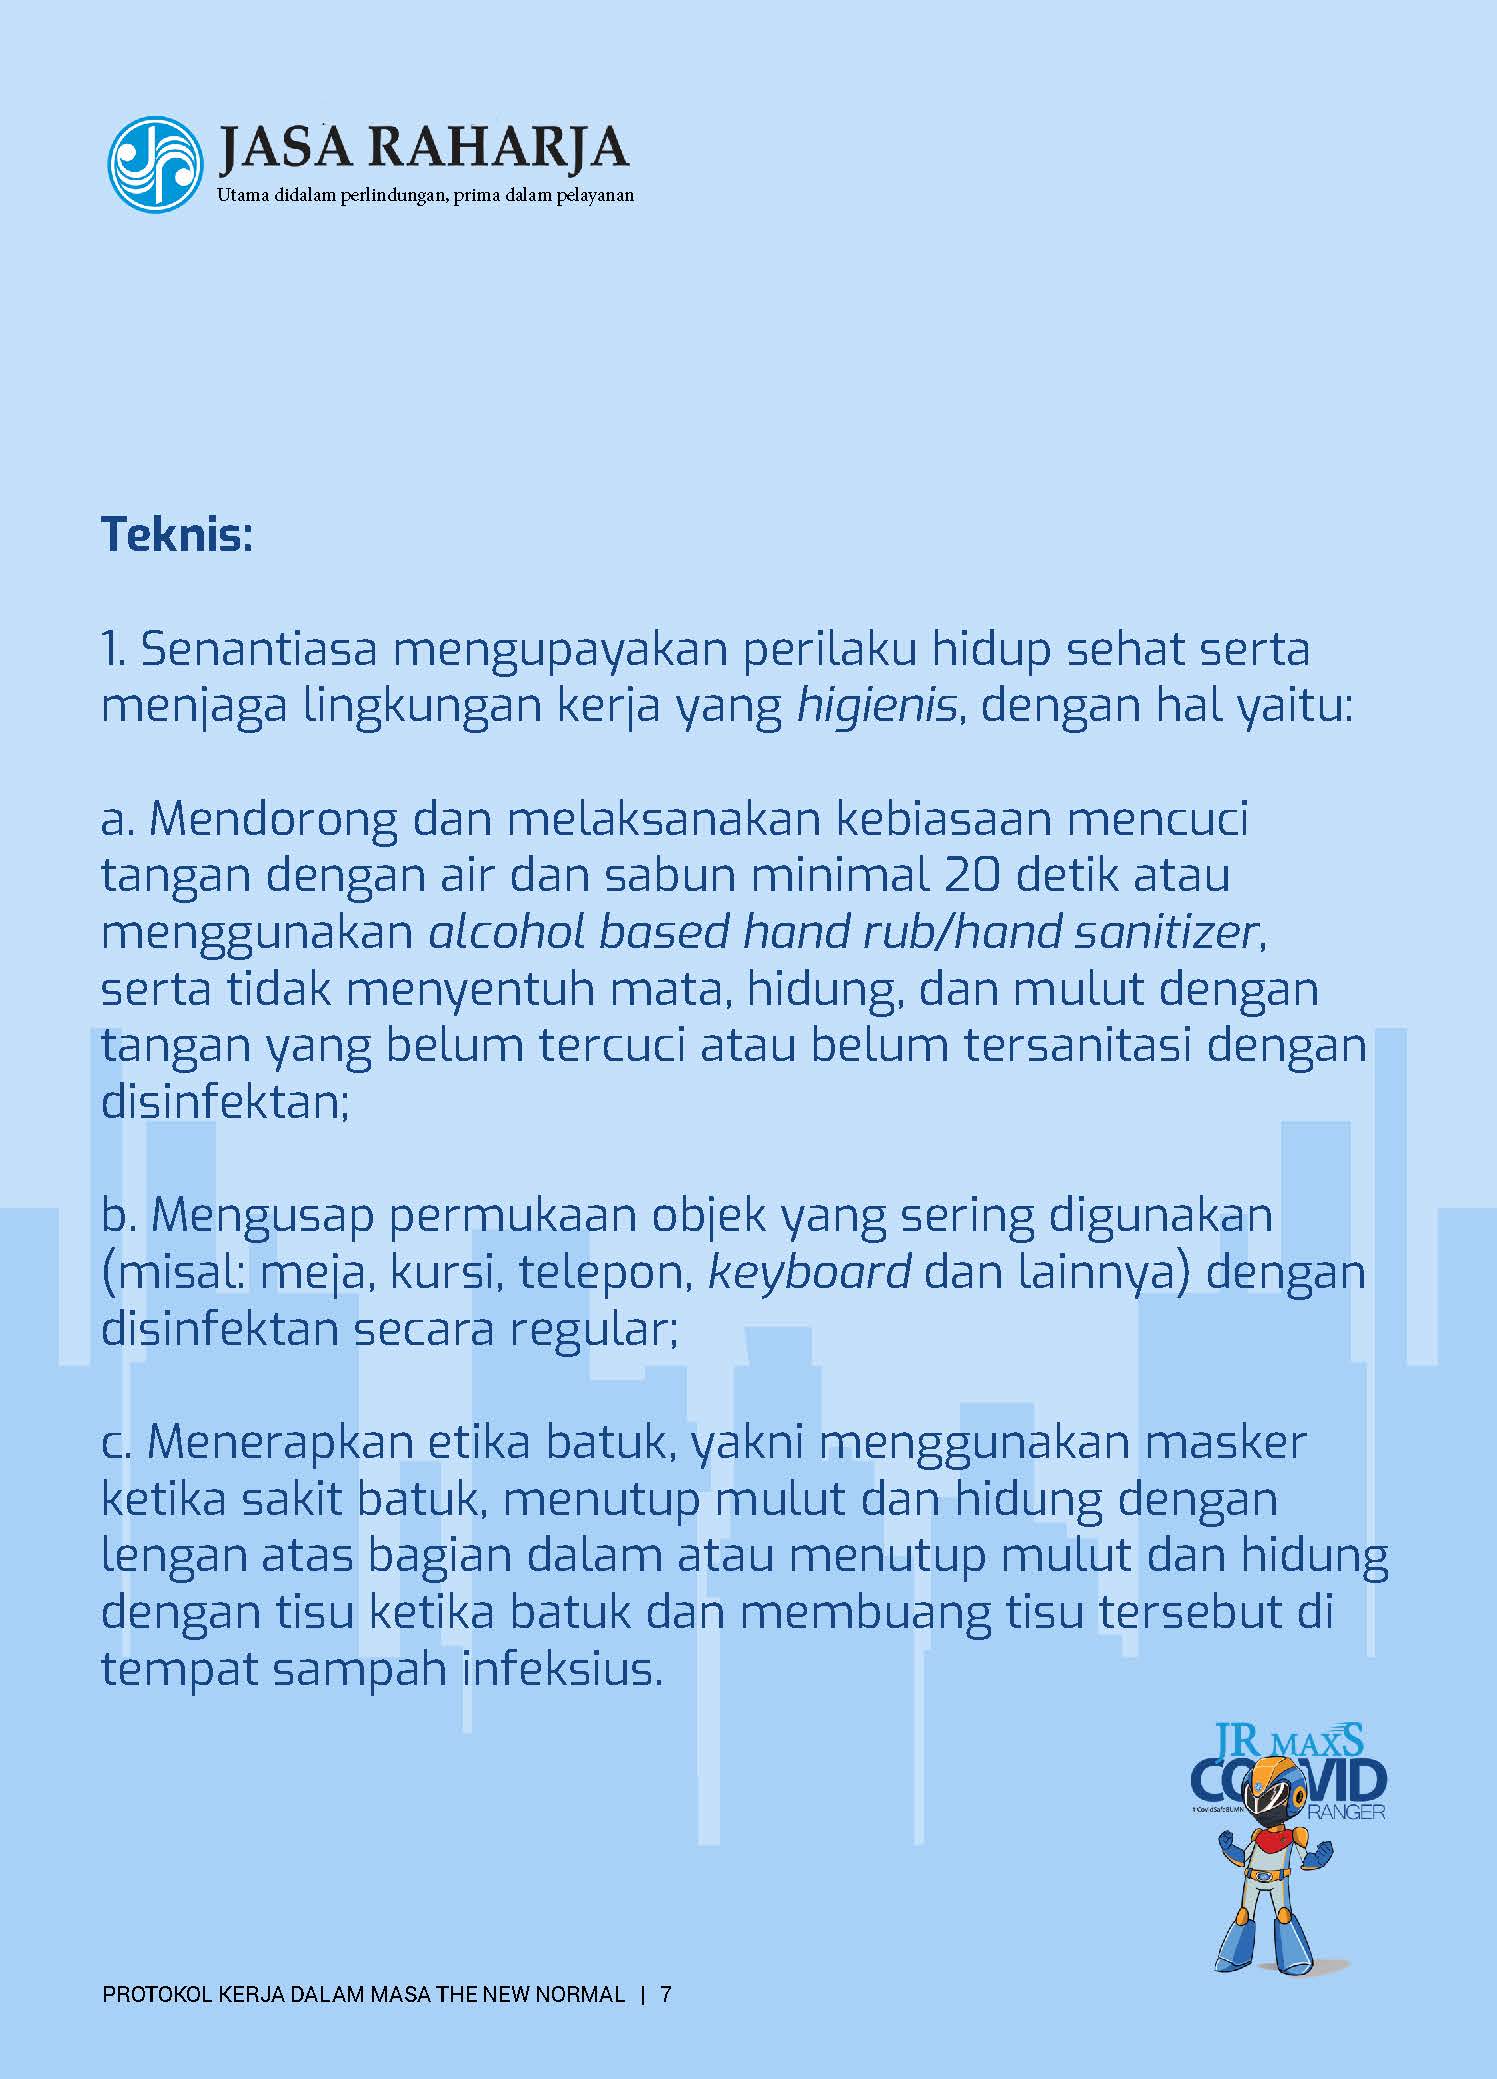 JASA RAHARJA
Utama didalam perlindungan, prima dalam pelayanan
Teknis:
1. Senantiasa mengupayakan perilaku hidup sehat serta
menjaga lingkungan kerja yang higienis, dengan hal yaitu:
a. Mendorong dan melaksanakan kebiasaan mencuci
tangan dengan air dan sabun minimal 20 detik atau
menggunakan alcohol based hand rub/hand sanitizer,
serta tidak menyentuh mata, hidung, dan mulut dengan
tangan yang belum tercuci atau belum tersanitasi dengan
disinfektan;
b. Mengusap permukaan objek yang sering digunakan
(misal: meja, kursi, telepon, keyboard dan lainnya) dengan
disinfektan secara regular;
c. Menerapkan etika batuk, yakni menggunakan masker
ketika sakit batuk, menutup mulut dan hidung dengan
lengan atas bagian dalam atau menutup mulut dan hidung
dengan tisu ketika batuk dan membuang tisu tersebut di
tempat sampah infeksius.
JR MAXS
COVID
#CovidSafeBUMN
RANGER
PROTOKOL KERJA DALAM MASA THE NEW NORMAL | 7